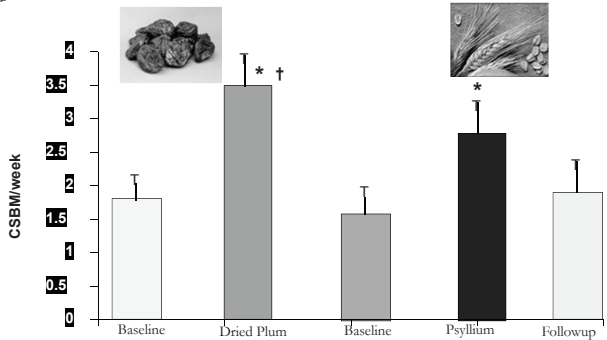 4
3.5
* †
*
3
2.5
2
1.5
1
0.5
0
CSBM/week
Baseline
Dried Plum
Baseline
Psyllium
Followup